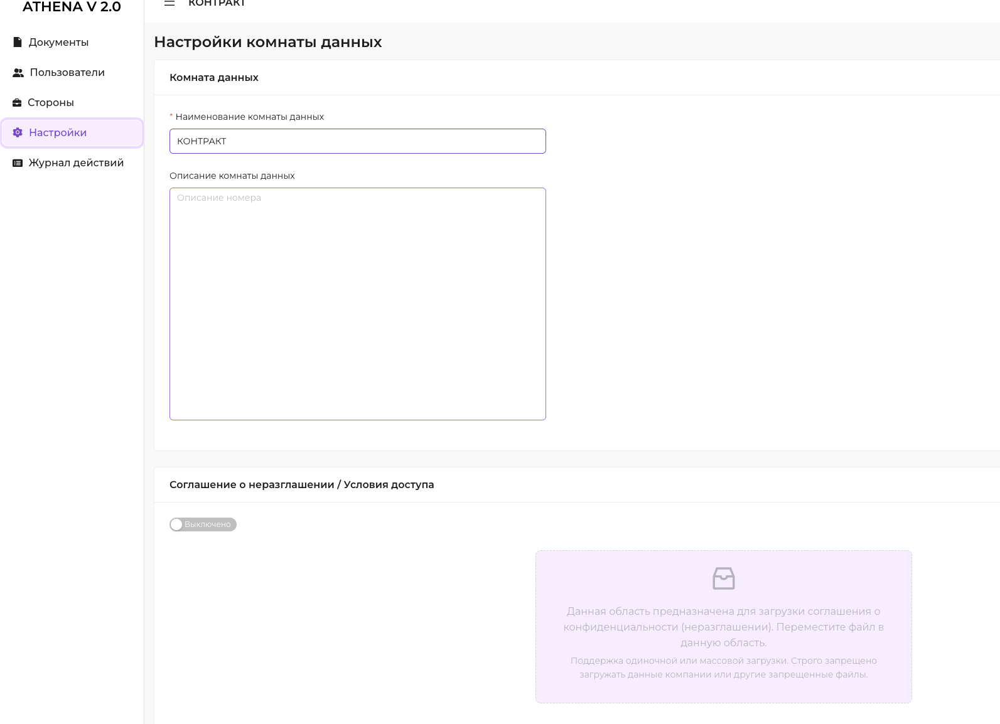 ATHENA V 2.0
Документы
Пользователи
Стороны
Настройки
Журнал действий
КОНТРАКТ
Настройки комнаты данных
Комната данных
* Наименование комнаты данных
КОНТРАКТ
Описание комнаты данных
Описание номера
Соглашение о неразглашении / Условия доступа
Выключено
Данная область предназначена для загрузки соглашения о
конфиденциальности (неразглашении). Переместите файл в
данную область.
Поддержка одиночной или массовой загрузки. Строго запрещено
загружать данные компании или другие запрещенные файлы.